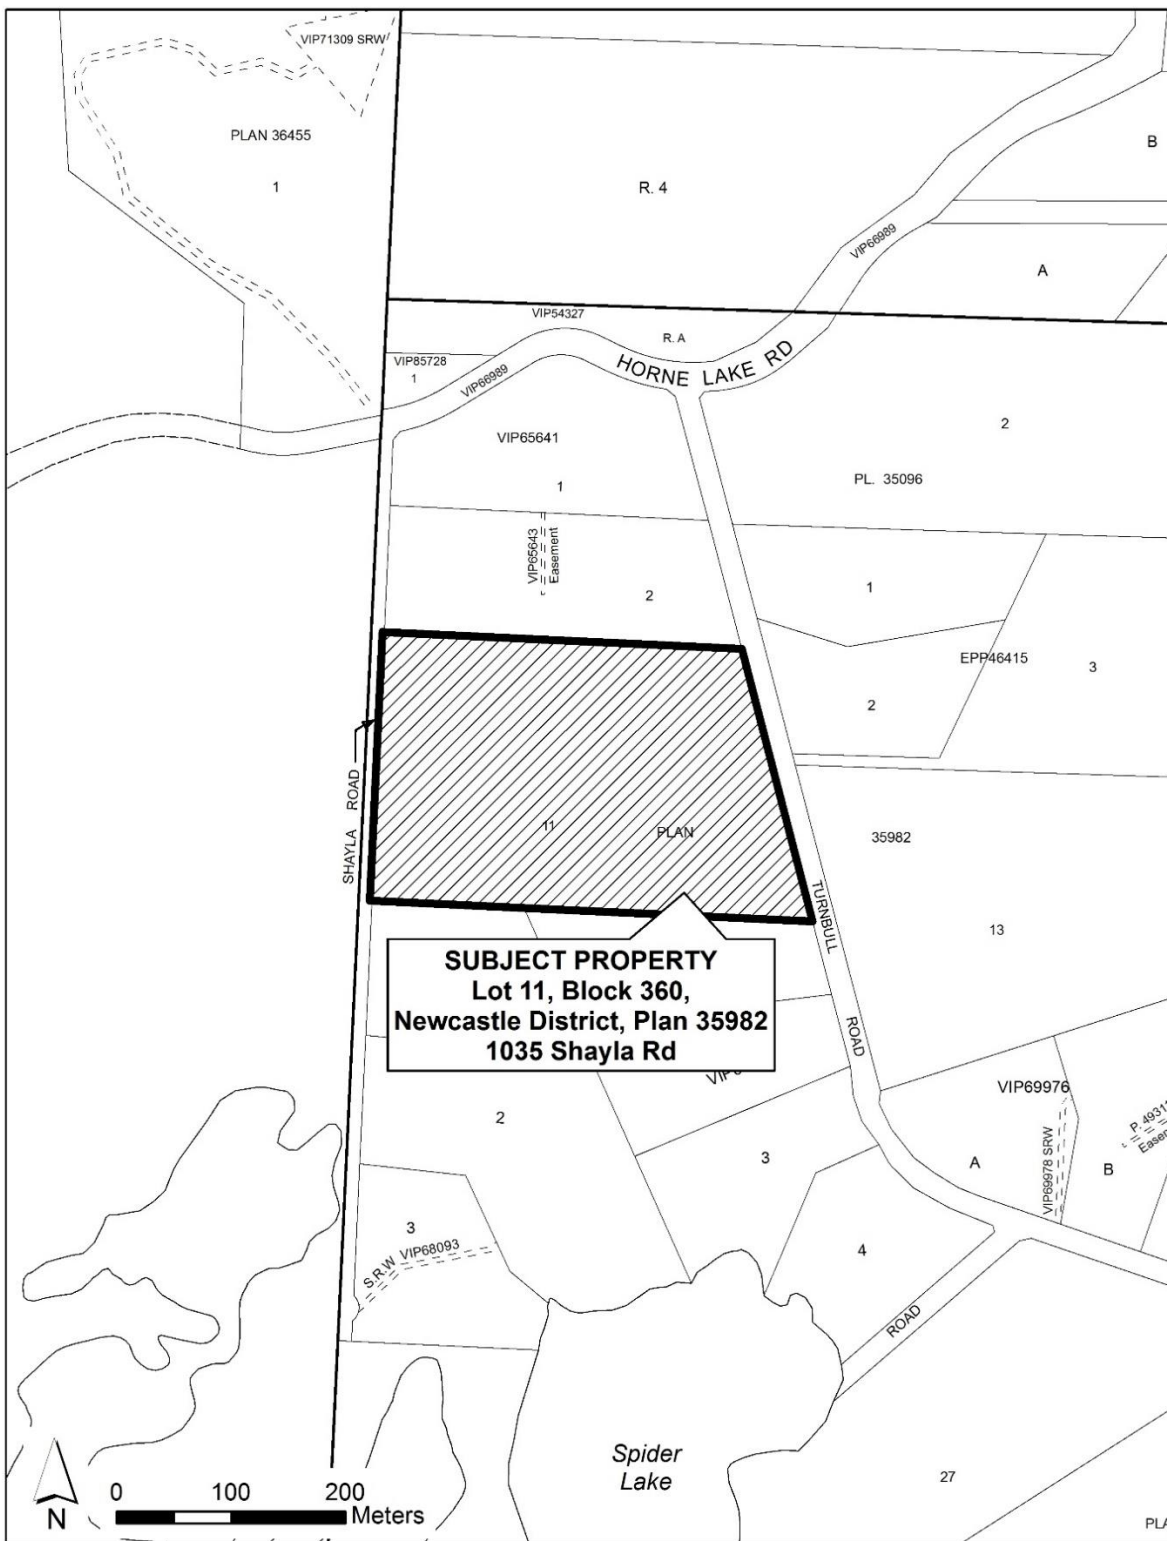 VIP71309 SRW
PLAN 36455
1
R. 4
B
VIP66989
A
VIP54327
R. A
HORNE LAKE RD
VIP85728
1
VIP66989
2
VIP65641
PL. 35096
1
VIP65643
Easement
1
2
EPP46415
3
2
SHAYLA ROAD
11
PLAN
35982
TURNBULL
13
SUBJECT PROPERTY
Lot 11, Block 360,
Newcastle District, Plan 35982
1035 Shayla Rd
ROAD
VIP69976
2
P. 4931
VIP69978 SRW
3
A
B
3
S.R.W VIP68093
4
ROAD
Spider
Lake
27
N
0 100 200
Meters